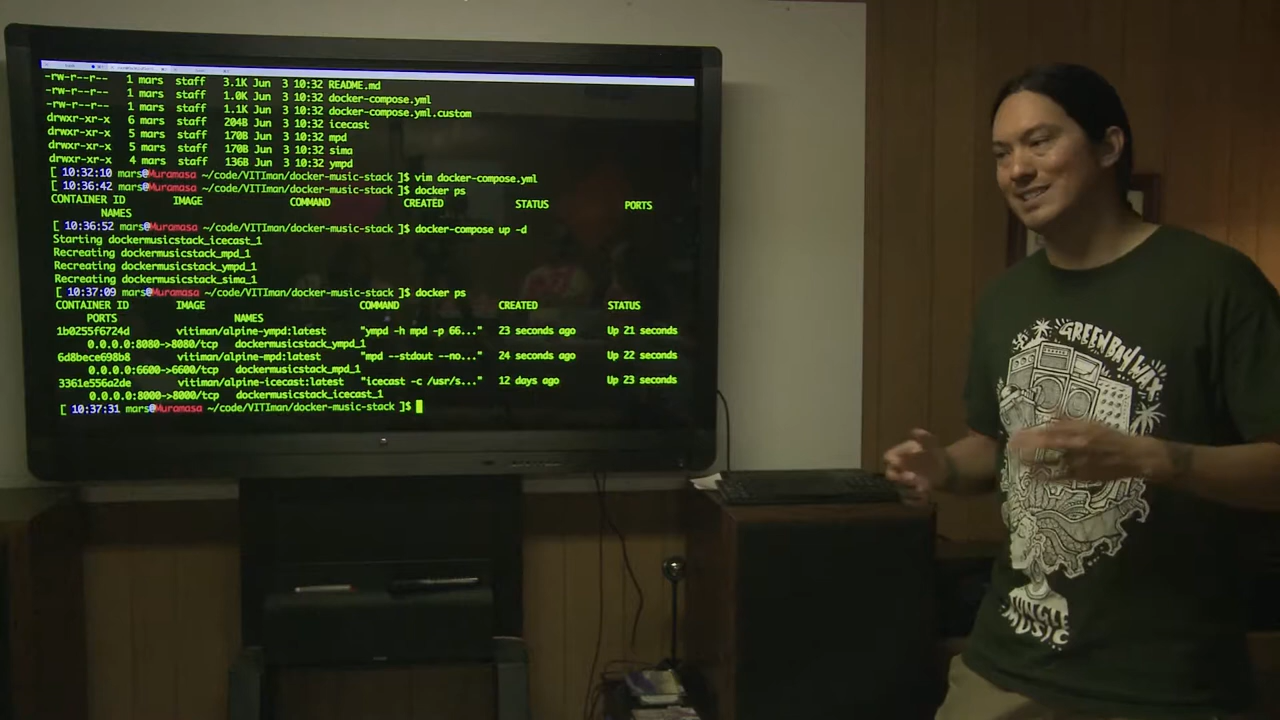 -rw-r--r-- 1 mars staff 3.1K Jun 3 10:32 README.md
-rw-r--r-- 1 mars staff 1.0K Jun 3 10:32 docker-compose.yml
-rw-r--r-- 1 mars staff 1.1K Jun 3 10:32 docker-compose.yml.custom
drwxr-xr-x 6 mars staff 204B Jun 3 10:32 icecast
drwxr-xr-x 5 mars staff 170B Jun 3 10:32 mpd
drwxr-xr-x 5 mars staff 170B Jun 3 10:32 sima
drwxr-xr-x 4 mars staff 136B Jun 3 10:32 ympd
[ 10:32:10 mars@Muramasa ~/code/VITIman/docker-music-stack ]$ vim docker-compose.yml
[ 10:36:42 mars@Muramasa ~/code/VITIman/docker-music-stack ]$ docker ps
CONTAINER ID IMAGE COMMAND CREATED STATUS PORTS
NAMES
[ 10:36:52 mars@Muramasa ~/code/VITIman/docker-music-stack ]$ docker-compose up -d
Starting dockermusicstack_icecast_1
Recreating dockermusicstack_mpd_1
Recreating dockermusicstack_ympd_1
Recreating dockermusicstack_sima_1
[ 10:37:09 mars@Muramasa ~/code/VITIman/docker-music-stack ]$ docker ps
CONTAINER ID IMAGE COMMAND CREATED STATUS
PORTS NAMES
1b0255f6724d vitiman/alpine-ympd:latest "ympd -h mpd -p 66..." 23 seconds ago Up 21 seconds
0.0.0.0:8080->8080/tcp dockermusicstack_ympd_1
6d8bece698b8 vitiman/alpine-mpd:latest "mpd --stdout --no..." 24 seconds ago Up 22 seconds
0.0.0.0:6600->6600/tcp dockermusicstack_mpd_1
3361e556a2de vitiman/alpine-icecast:latest "icecast -c /usr/s..." 12 days ago Up 23 seconds
0.0.0.0:8000->8000/tcp dockermusicstack_icecast_1
[ 10:37:31 mars@Muramasa ~/code/VITIman/docker-music-stack ]$
GREEN BAY WAX
JUNGLE
MUSIC